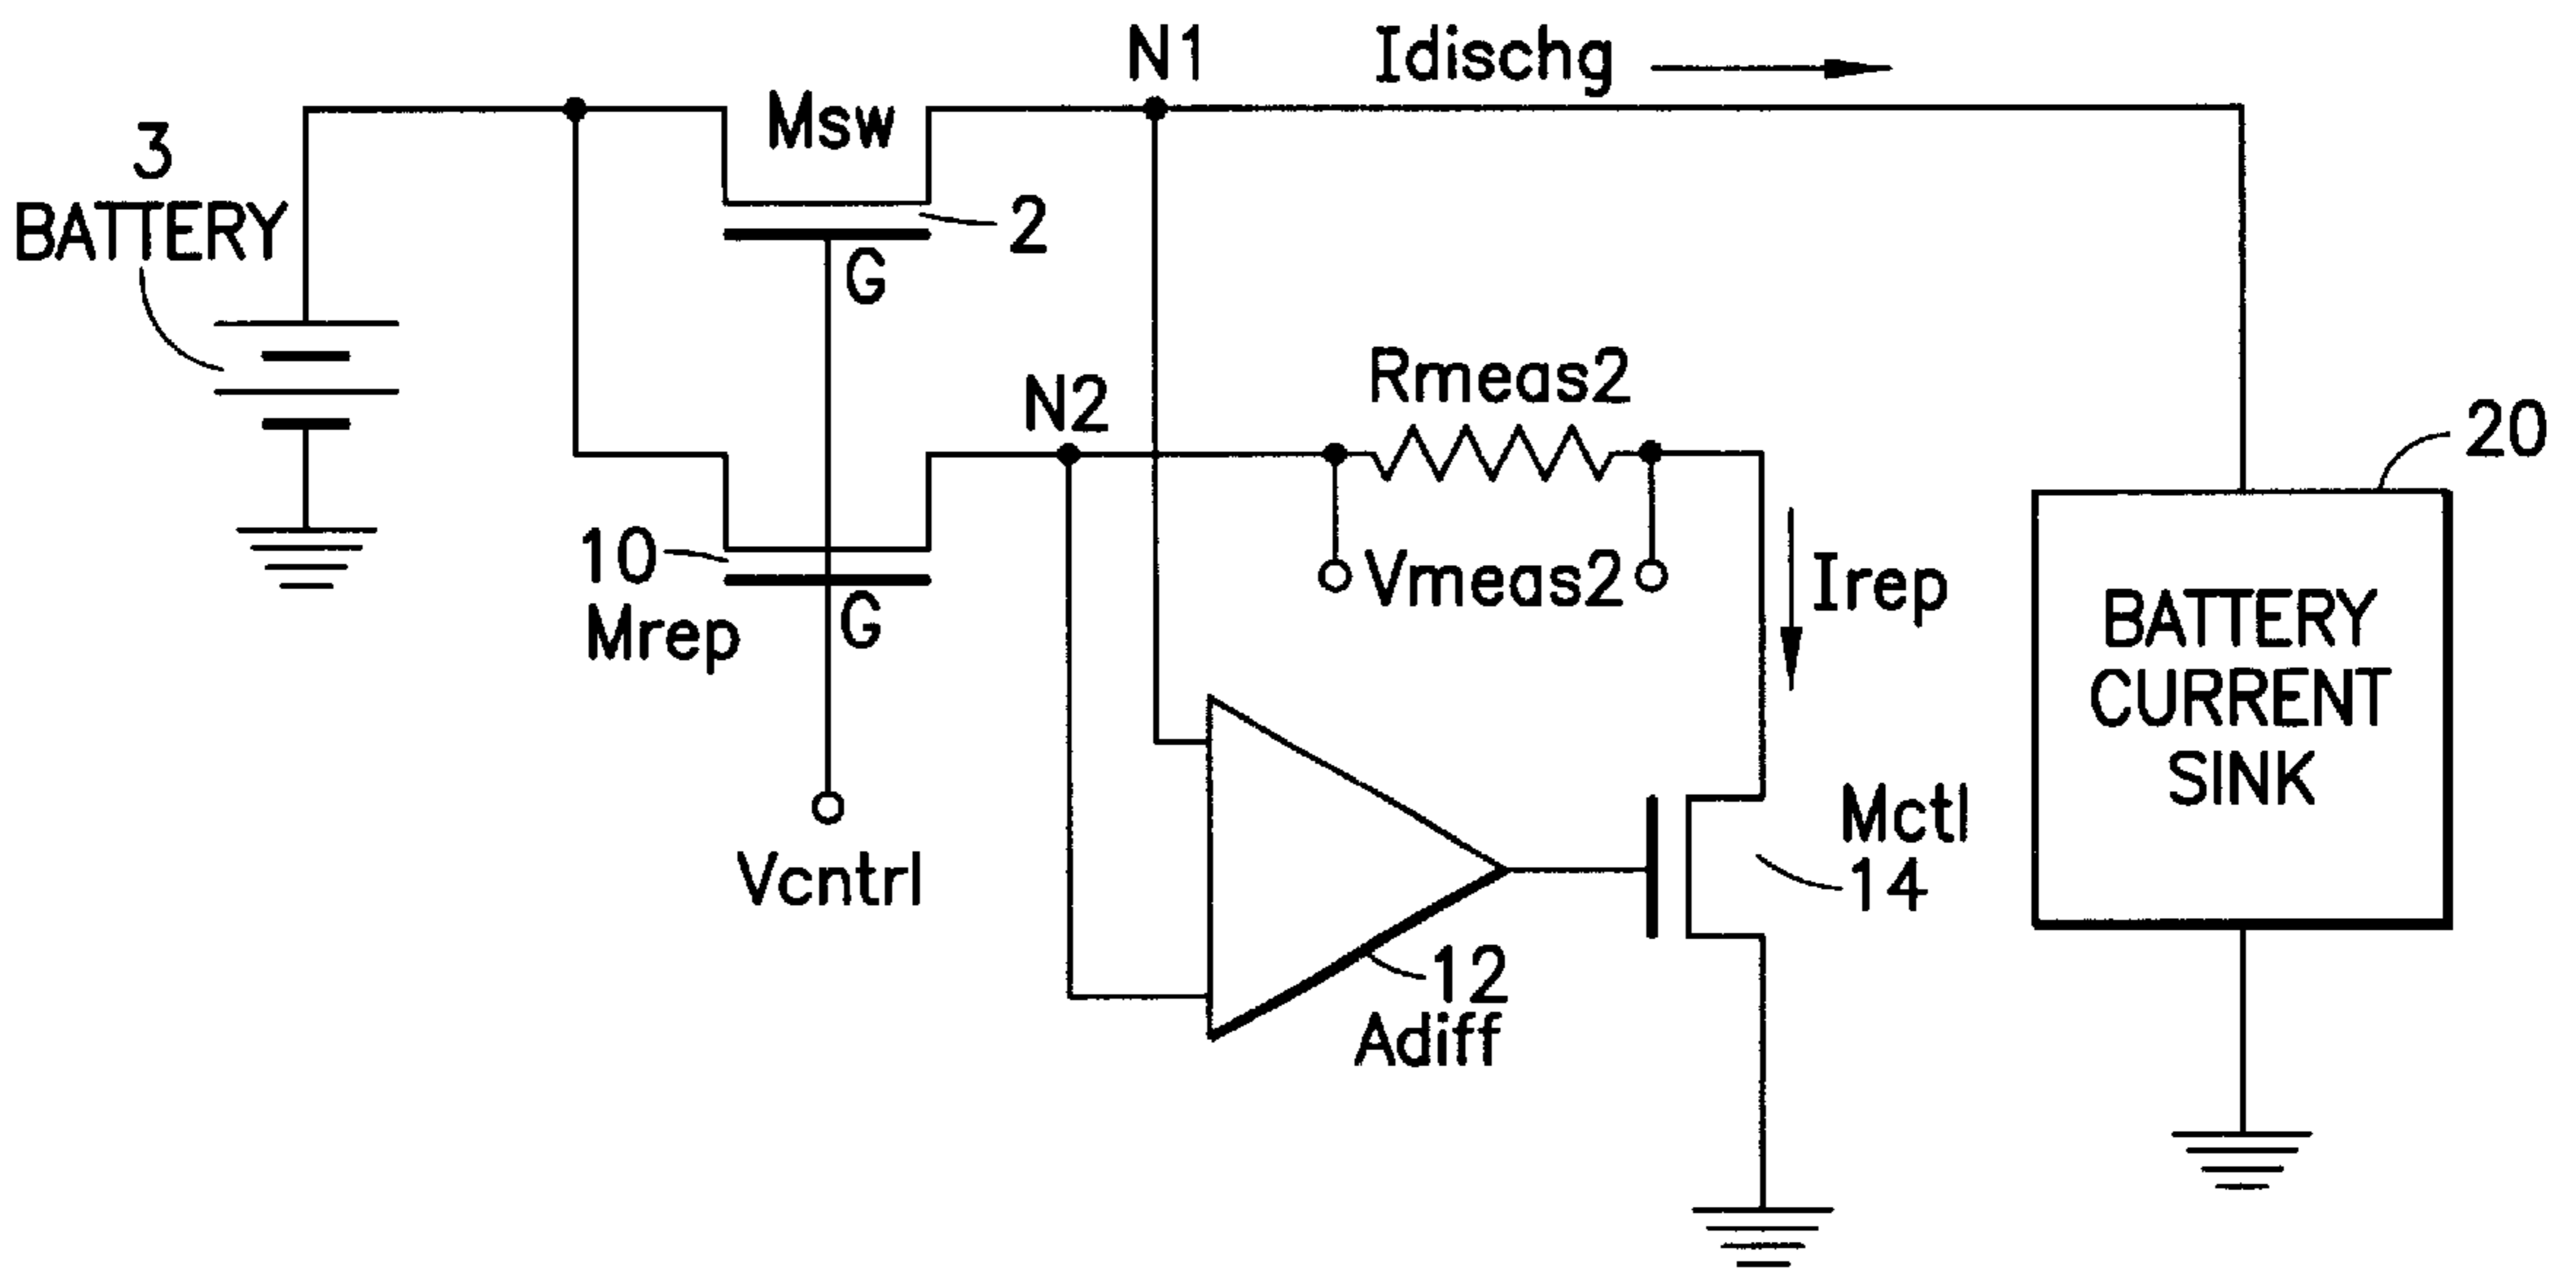 N1
Idischg
Msw
3
BATTERY
2
G
Rmeas2
N2
20
10
Mrep
G
Vmeas2
Irep
BATTERY
CURRENT
SINK
Vcntrl
Mctl
14
12
Adiff